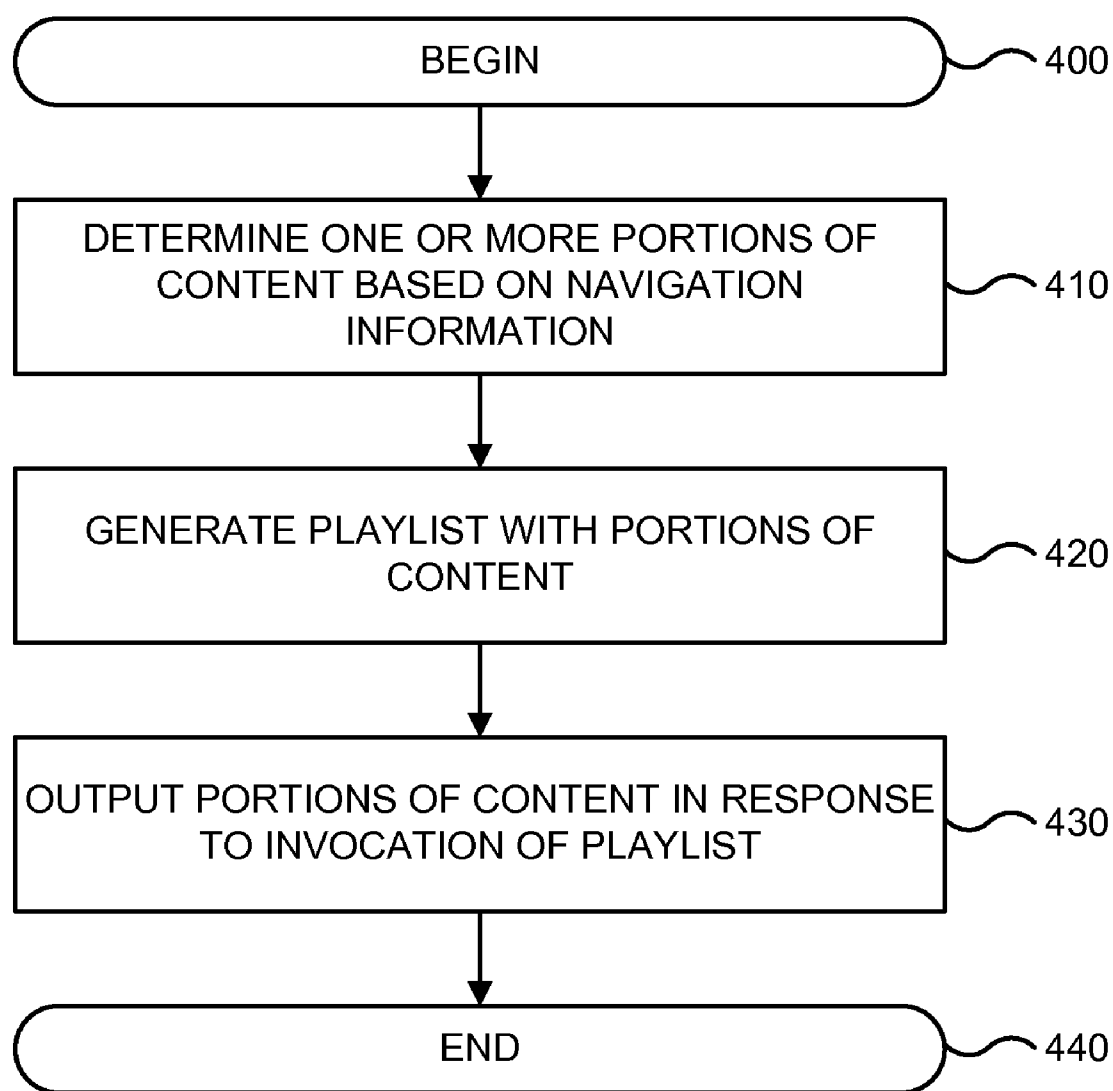 BEGIN
400
DETERMINE ONE OR MORE PORTIONS OF
CONTENT BASED ON NAVIGATION
INFORMATION
410
GENERATE PLAYLIST WITH PORTIONS OF
CONTENT
420
OUTPUT PORTIONS OF CONTENT IN RESPONSE
TO INVOCATION OF PLAYLIST
430
END
440